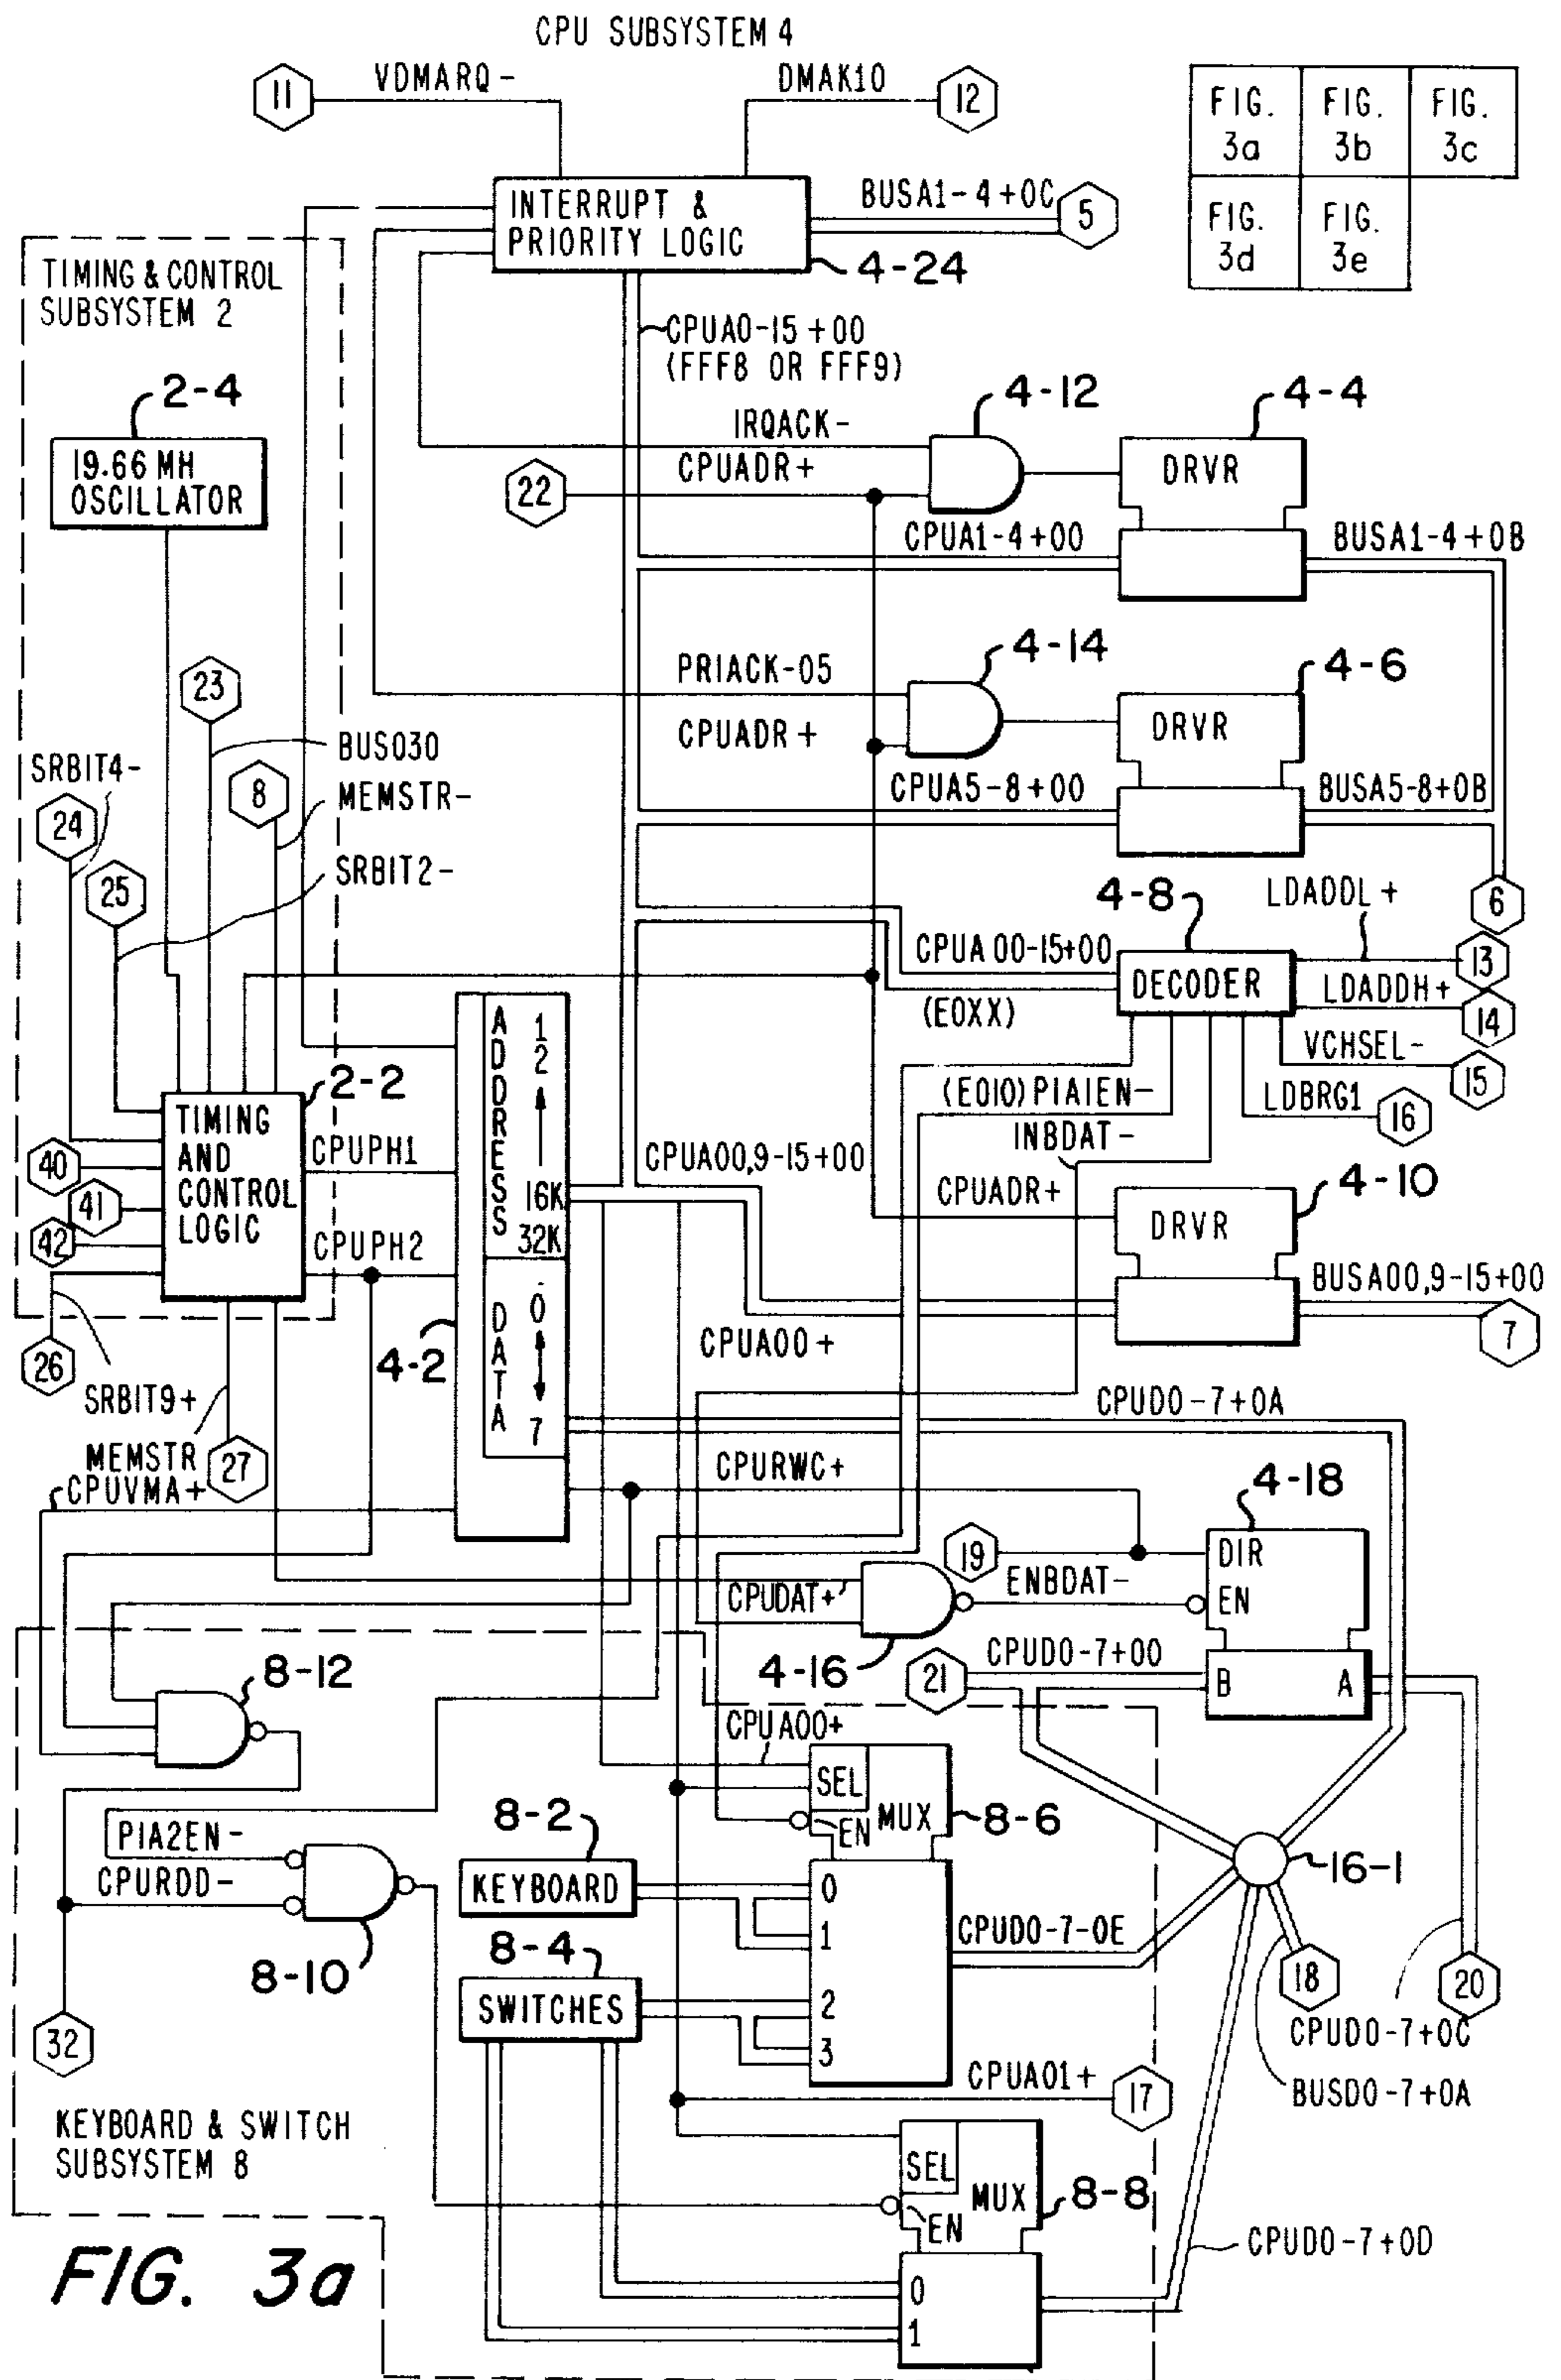 CPU SUBSYSTEM 4
11
VDMARQ-
DMAK10
12
FIG. 3a
FIG. 3b
FIG. 3c
FIG. 3d
FIG. 3e
INTERRUPT &
PRIORITY LOGIC
4-24
BUSA1-4+0C
5
TIMING & CONTROL
SUBSYSTEM 2
CPUA0-15+00
(FFF8 OR FFF9)
2-4
19.66 MH
OSCILLATOR
IRQACK-
4-12
4-4
DRVR
22
CPUADR+
CPUA1-4+00
BUSA1-4+0B
PRIACK-05
4-14
4-6
DRVR
CPUADR+
CPUA5-8+00
BUSA5-8+0B
6
23
BUS030
SRBIT4-
24
8
MEMSTR-
25
SRBIT2-
4-8
LDADDL+
CPUA00-15+00
DECODER
13
LDADDH+
14
(E0XX)
VCHSEL-
15
(E010)PIA1EN-
LDBRG1
16
INBDAT-
2-2
TIMING
AND
CONTROL
LOGIC
40
41
42
26
SRBIT9+
CPUPH1
CPUPH2
ADDRESS
1
2
16K
32K
DATA
0
7
4-2
CPUA00,9-15+00
CPUADR+
4-10
DRVR
BUSA00,9-15+00
7
CPUA00+
MEMSTR
27
CPUVMA+
CPUD0-7+0A
CPURWC+
4-18
DIR
EN
19
ENBDAT-
CPUDAT+
4-16
21
CPUD0-7+00
B
A
8-12
CPUA00+
SEL
MUX
EN
8-6
PIA2EN-
CPURDD-
8-10
8-2
KEYBOARD
0
1
16-1
8-4
SWITCHES
2
3
CPUD0-7-0E
18
20
CPUD0-7+0C
BUSD0-7+0A
32
CPUA01+
17
KEYBOARD & SWITCH
SUBSYSTEM 8
SEL
MUX
EN
8-8
0
1
CPUD0-7+0D
FIG. 3a